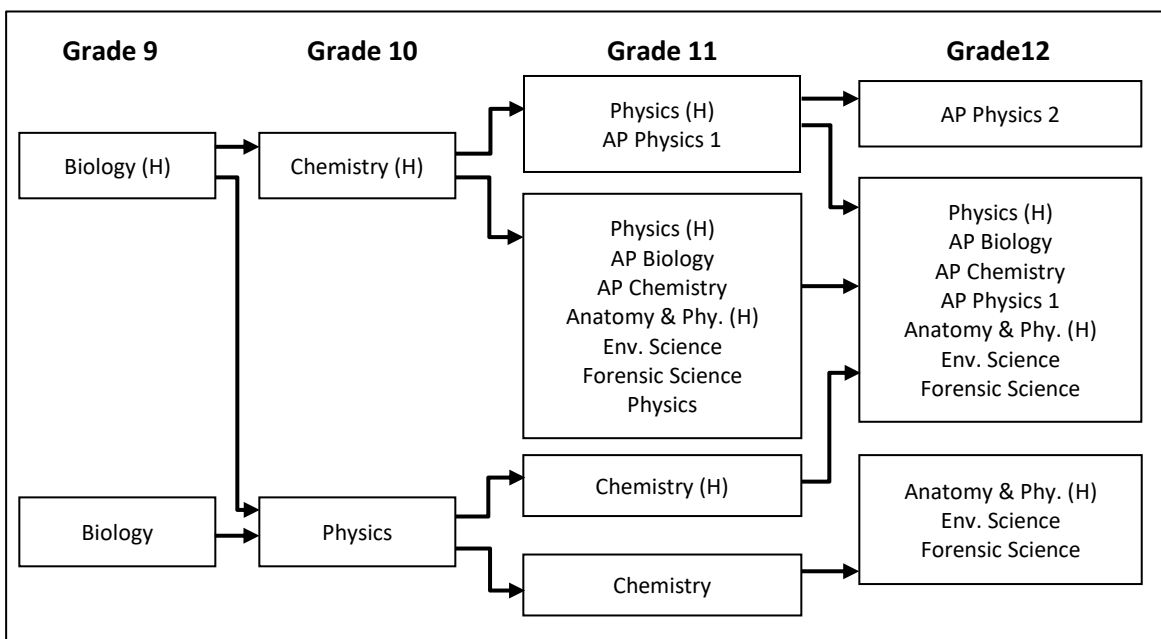 Grade 9
Grade 10
Grade 11
Grade12
Biology (H)
Chemistry (H)
Physics (H)
AP Physics 1
AP Physics 2
Physics (H)
AP Biology
AP Chemistry
Anatomy & Phy. (H)
Env. Science
Forensic Science
Physics
Physics (H)
AP Biology
AP Chemistry
AP Physics 1
Anatomy & Phy. (H)
Env. Science
Forensic Science
Biology
Physics
Chemistry (H)
Chemistry
Anatomy & Phy. (H)
Env. Science
Forensic Science